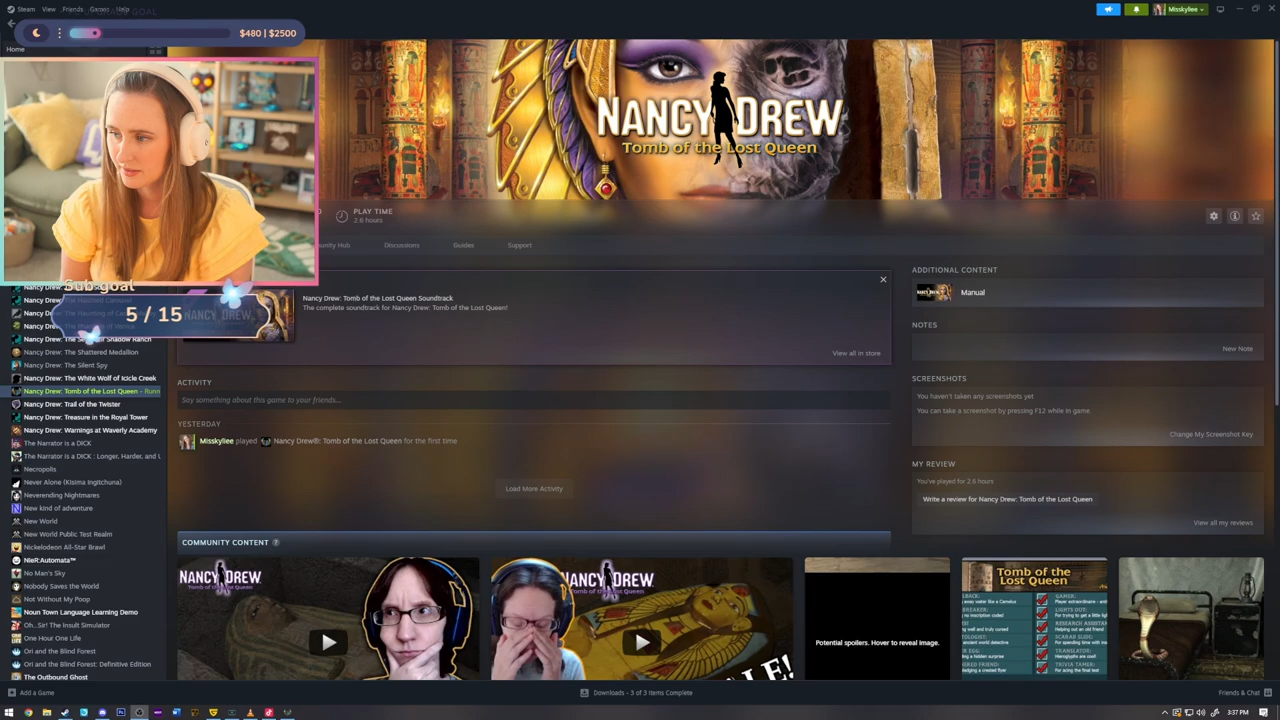 Steam View Friends Games Help
Misskyliee
$480 | $2500
Home
NANCY DREW
Tomb of the Lost Queen
PLAY TIME
2.6 hours
Discussions
Guides
Support
Sub goal
5 / 15
Nancy Drew: The Shattered Medallion
Nancy Drew: The Silent Spy
Nancy Drew: The White Wolf of Icicle Creek
Nancy Drew: Tomb of the Lost Queen - Runn
Nancy Drew: Trail of the Twister
Nancy Drew: Treasure in the Royal Tower
Nancy Drew: Warnings at Waverly Academy
The Narrator is a DICK
The Narrator is a DICK : Longer, Harder, and U
Necropolis
Never Alone (Kisima Ingitchuna)
Neverending Nightmares
New kind of adventure
New World
New World Public Test Realm
Nickelodeon All-Star Brawl
NieR:Automata™
No Man's Sky
Nobody Saves the World
Not Without My Poop
Noun Town Language Learning Demo
Oh...Sir! The Insult Simulator
One Hour One Life
Ori and the Blind Forest
Ori and the Blind Forest: Definitive Edition
The Outbound Ghost
Nancy Drew: Tomb of the Lost Queen Soundtrack
The complete soundtrack for Nancy Drew: Tomb of the Lost Queen!
View all in store
ACTIVITY
Say something about this game to your friends...
YESTERDAY
Misskyliee played Nancy Drew®: Tomb of the Lost Queen for the first time
Load More Activity
COMMUNITY CONTENT ?
NANCY DREW
NANCY DREW
Potential spoilers. Hover to reveal image.
Tomb of the
Lost Queen
ADDITIONAL CONTENT
Manual
NOTES
New Note
SCREENSHOTS
You haven't taken any screenshots yet
You can take a screenshot by pressing F12 while in game.
Change My Screenshot Key
MY REVIEW
You've played for 2.6 hours
Write a review for Nancy Drew: Tomb of the Lost Queen
View all my reviews
Add a Game
Downloads - 3 of 3 Items Complete
Friends & Chat
3:37 PM